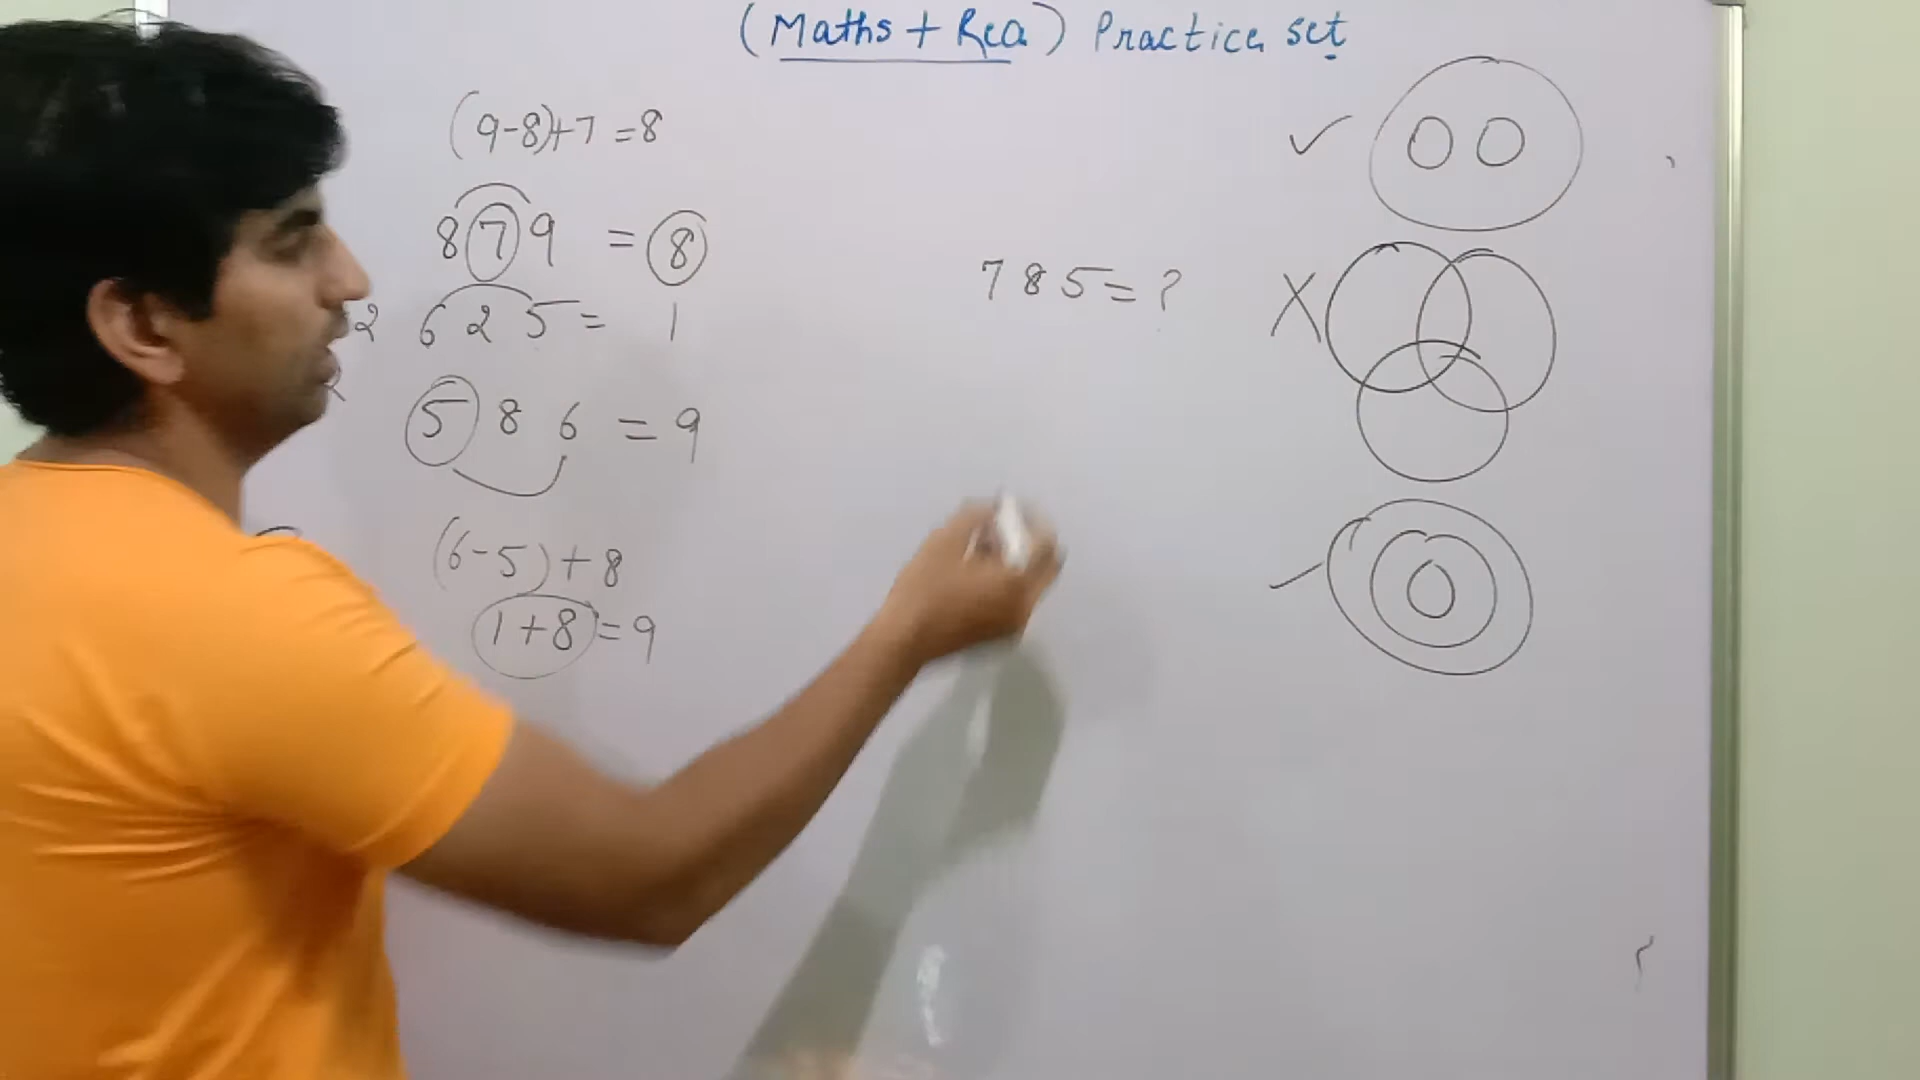 (Maths + Rea) Practice set
(9-8)+7 =8
8 7 9 = 8
2 6 2 5 = 1
5 8 6 = 9
(6-5) + 8
1+8 = 9
7 8 5 = ?